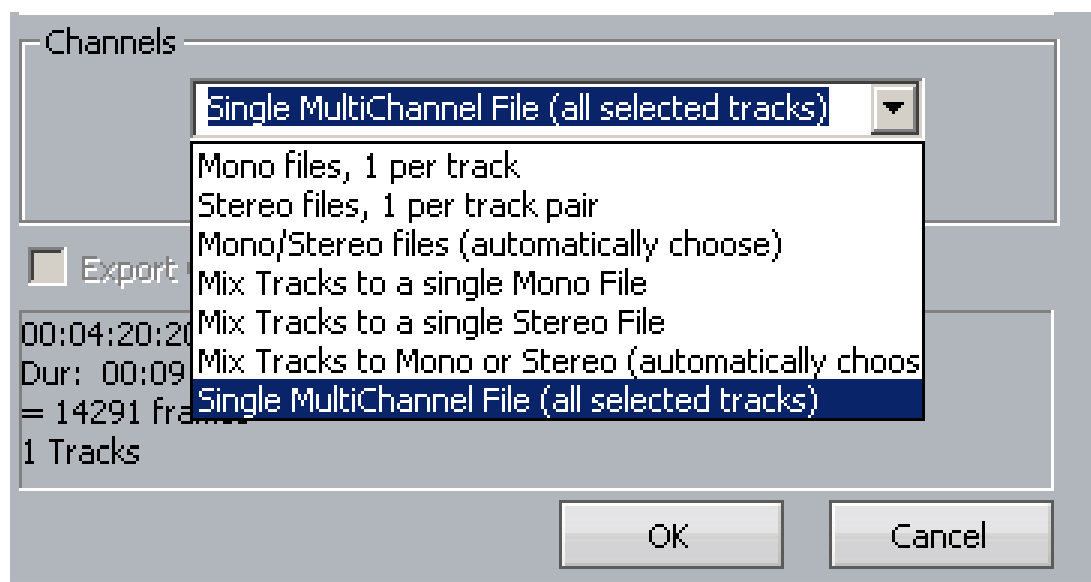 Channels
Single MultiChannel File (all selected tracks)
Mono files, 1 per track
Stereo files, 1 per track pair
Mono/Stereo files (automatically choose)
Export
Mix Tracks to a single Mono File
Mix Tracks to a single Stereo File
00:04:20:20
Mix Tracks to Mono or Stereo (automatically choos
Dur: 00:09
Single MultiChannel File (all selected tracks)
= 14291 frames
1 Tracks
OK Cancel